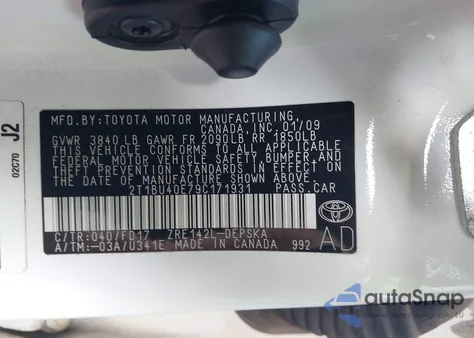 MFD.BY: TOYOTA MOTOR MANUFACTURING,
CANADA, INC. 01/09
GVWR 3840 LB GAWR FR 2090LB RR 1850LB
THIS VEHICLE CONFORMS TO ALL APPLICABLE
FEDERAL MOTOR VEHICLE SAFETY, BUMPER, AND
THEFT PREVENTION STANDARDS IN EFFECT ON THE
DATE OF MANUFACTURE SHOWN ABOVE.
2T1BU40E79C171931 PASS.CAR
C/TR:040/FD17 ZRE142L-DEPSKA
A/TM:-03A/U341E MADE IN CANADA 992
TOYOTA
AD
J2
02C70
autoSnap